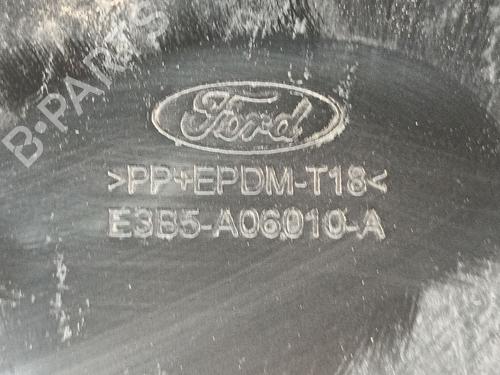 B-PARTS
Ford
>PP+EPDM-T18<
E3B5-A06010-A